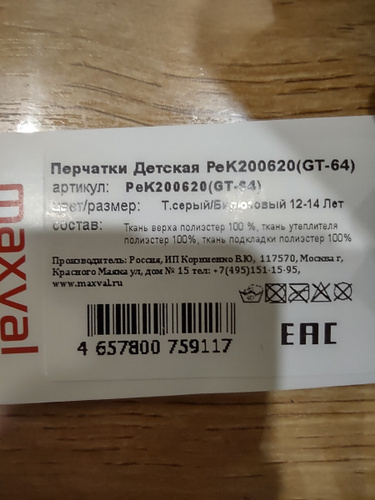 Перчатки Детская PeK200620(GT-64)
артикул: PeK200620(GT-64)
цвет/размер: Т.серый/Бирюзовый 12-14 Лет
состав: Ткань верха полиэстер 100 %, ткань утеплителя
полиэстер 100%, ткань подкладки полиэстер 100%
Производитель: Россия, ИП Корниенко В.Ю, 117570, Москва г,
Красного Маяка ул, дом № 15 тел: +7(495)151-15-95,
www.maxval.ru
4 657800 759117
EAC
maxval